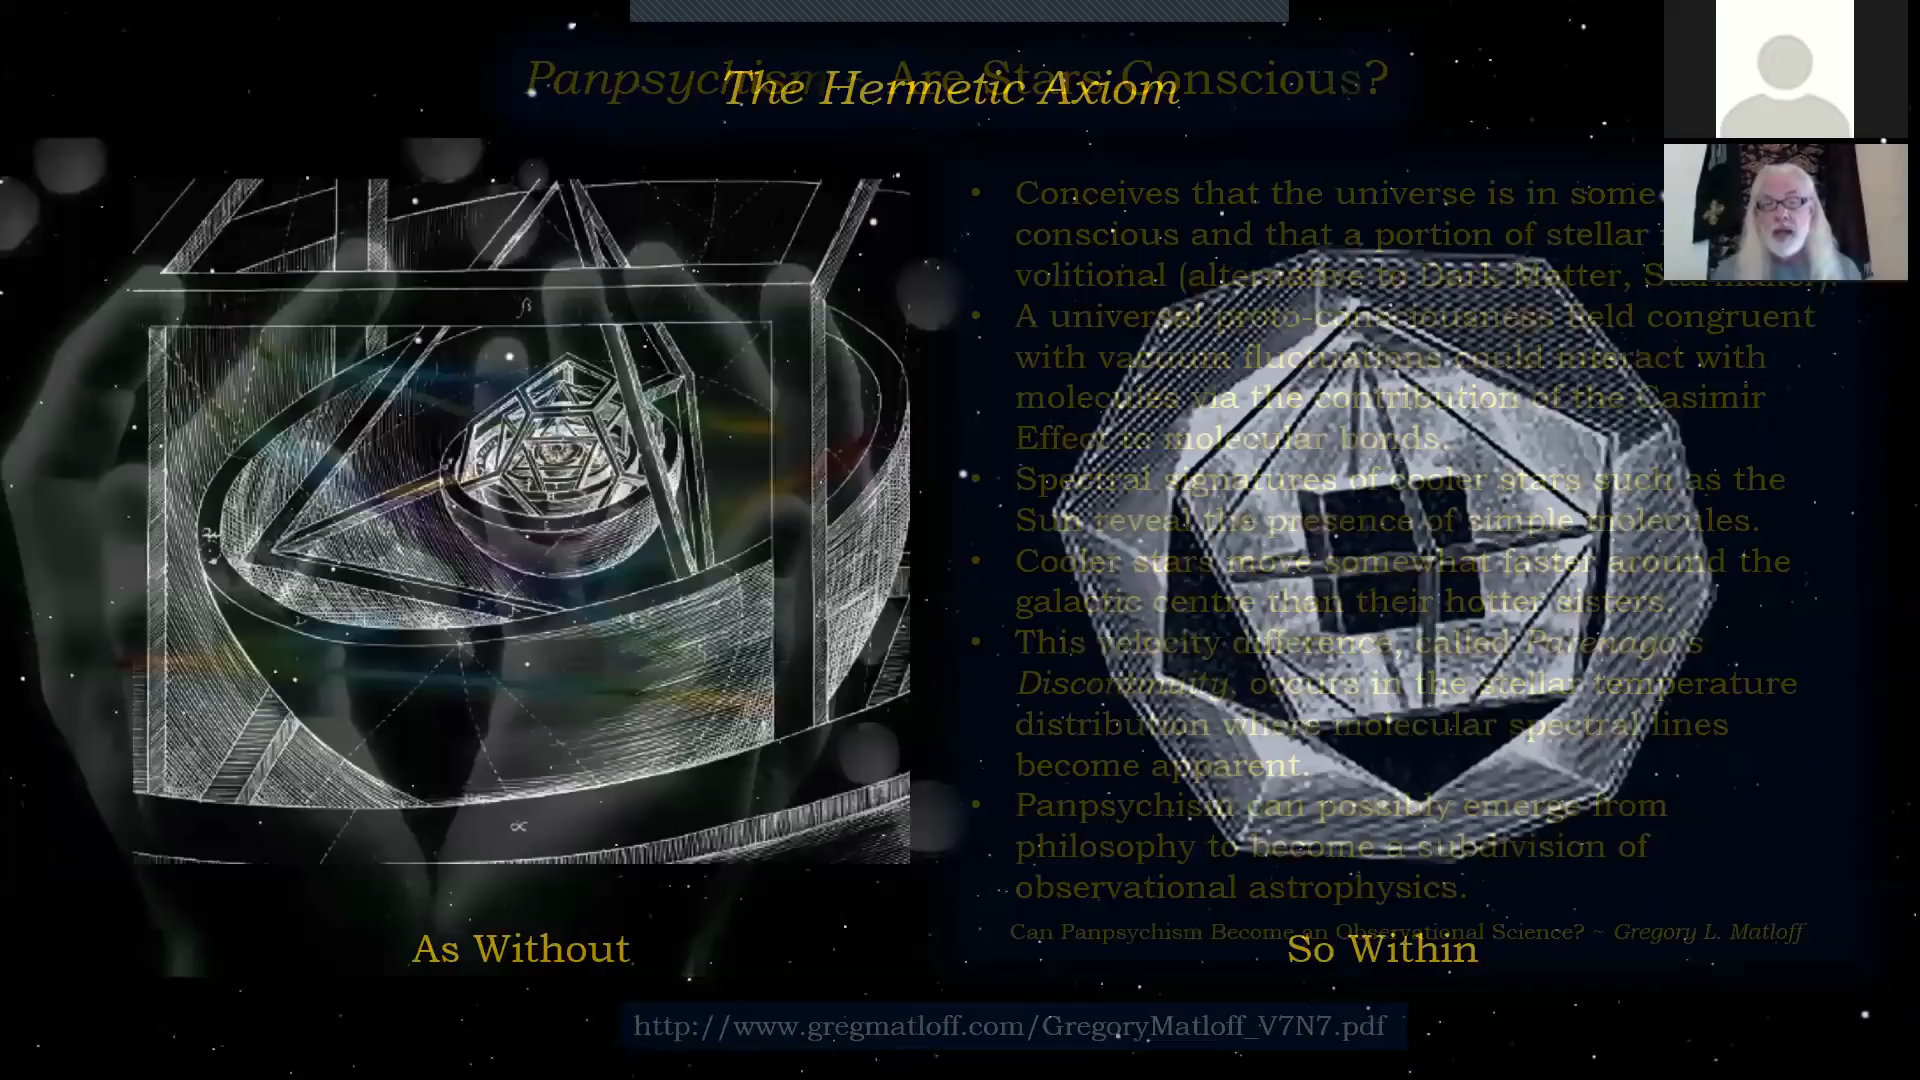 Panpsychism ~ Are Stars Conscious?
The Hermetic Axiom
Conceives that the universe is in some
conscious and that a portion of stellar
volitional (alternative to Dark Matter, Starmaker).
• A universal proto-consciousness field congruent
with vacuum fluctuations could interact with
molecules via the contribution of the Casimir
Effect to molecular bonds.
• Spectral signatures of cooler stars such as the
Sun reveal the presence of simple molecules.
• Cooler stars move somewhat faster around the
galactic centre than their hotter sisters.
• This velocity difference, called Parenago's
Discontinuity, occurs in the stellar temperature
distribution where molecular spectral lines
become apparent.
• Panpsychism can possibly emerge from
philosophy to become a subdivision of
observational astrophysics.
Can Panpsychism Become an Observational Science? ~ Gregory L. Matloff
As Without
So Within
http://www.gregmatloff.com/GregoryMatloff_V7N7.pdf